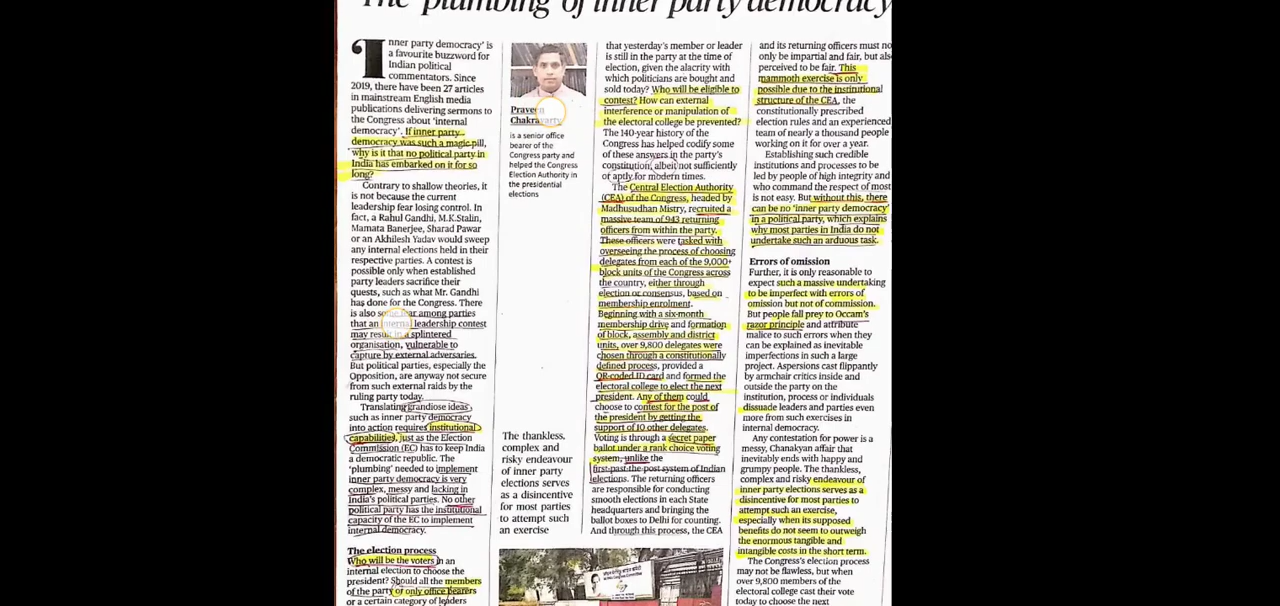 The 'plumbing' of inner party democracy
'Inner party democracy' is
a favourite buzzword for
Indian political
commentators. Since
2019, there have been 27 articles
in mainstream English media
publications delivering sermons to
the Congress about 'internal
democracy'. If inner party
democracy was such a magic pill,
why is it that no political party in
India has embarked on it for so
long?
Contrary to shallow theories, it
is not because the current
leadership fear losing control. In
fact, a Rahul Gandhi, M.K.Stalin,
Mamata Banerjee, Sharad Pawar
or an Akhilesh Yadav would sweep
any internal elections held in their
respective parties. A contest is
possible only when established
party leaders sacrifice their
quests, such as what Mr. Gandhi
has done for the Congress. There
is also some fear among parties
that an internal leadership contest
may result in a splintered
organisation, vulnerable to
capture by external adversaries.
But political parties, especially the
Opposition, are anyway not secure
from such external raids by the
ruling party today.
Translating grandiose ideas
such as inner party democracy
into action requires institutional
capabilities, just as the Election
Commission (EC) has to keep India
a democratic republic. The
'plumbing' needed to implement
inner party democracy is very
complex, messy and lacking in
India's political parties. No other
political party has the institutional
capacity of the EC to implement
internal democracy.
The election process
Who will be the voters in an
internal election to choose the
president? Should all the members
of the party or only office bearers
or a certain category of leaders
Praveen
Chakravarty
is a senior office
bearer of the
Congress party and
helped the Congress
Election Authority in
the presidential
elections
The thankless,
complex and
risky endeavour
of inner party
elections serves
as a disincentive
for most parties
to attempt such
an exercise
that yesterday's member or leader
is still in the party at the time of
election, given the alacrity with
which politicians are bought and
sold today? Who will be eligible to
contest? How can external
interference or manipulation of
the electoral college be prevented?
The 140-year history of the
Congress has helped codify some
of these answers in the party's
constitution, albeit not sufficiently
or aptly for modern times.
The Central Election Authority
(CEA) of the Congress, headed by
Madhusudhan Mistry, recruited a
massive team of 943 returning
officers from within the party.
These officers were tasked with
overseeing the process of choosing
delegates from each of the 9,000+
block units of the Congress across
the country, either through
election or consensus, based on
membership enrolment.
Beginning with a six-month
membership drive and formation
of block, assembly and district
units, over 9,800 delegates were
chosen through a constitutionally
defined process, provided a
QR-coded ID card and formed the
electoral college to elect the next
president. Any of them could
choose to contest for the post of
the president by getting the
support of 10 other delegates.
Voting is through a secret paper
ballot under a rank choice voting
system, unlike the
first-past-the-post system of Indian
elections. The returning officers
are responsible for conducting
smooth elections in each State
headquarters and bringing the
ballot boxes to Delhi for counting.
And through this process, the CEA
and its returning officers must no
only be impartial and fair, but als
perceived to be fair. This
mammoth exercise is only
possible due to the institutional
structure of the CEA, the
constitutionally prescribed
election rules and an experienced
team of nearly a thousand people
working on it for over a year.
Establishing such credible
institutions and processes to be
led by people of high integrity and
who command the respect of most
is not easy. But without this, there
can be no 'inner party democracy'
in a political party, which explains
why most parties in India do not
undertake such an arduous task.
Errors of omission
Further, it is only reasonable to
expect such a massive undertaking
to be imperfect with errors of
omission but not of commission.
But people fall prey to Occam's
razor principle and attribute
malice to such errors when they
can be explained as inevitable
imperfections in such a large
project. Aspersions cast flippantly
by armchair critics inside and
outside the party on the
institution, process or individuals
dissuade leaders and parties even
more from such exercises in
internal democracy.
Any contestation for power is a
messy, Chanakyan affair that
inevitably ends with happy and
grumpy people. The thankless,
complex and risky endeavour of
inner party elections serves as a
disincentive for most parties to
attempt such an exercise,
especially when its supposed
benefits do not seem to outweigh
the enormous tangible and
intangible costs in the short term.
The Congress's election process
may not be flawless, but when
over 9,800 members of the
electoral college cast their vote
today to choose the next